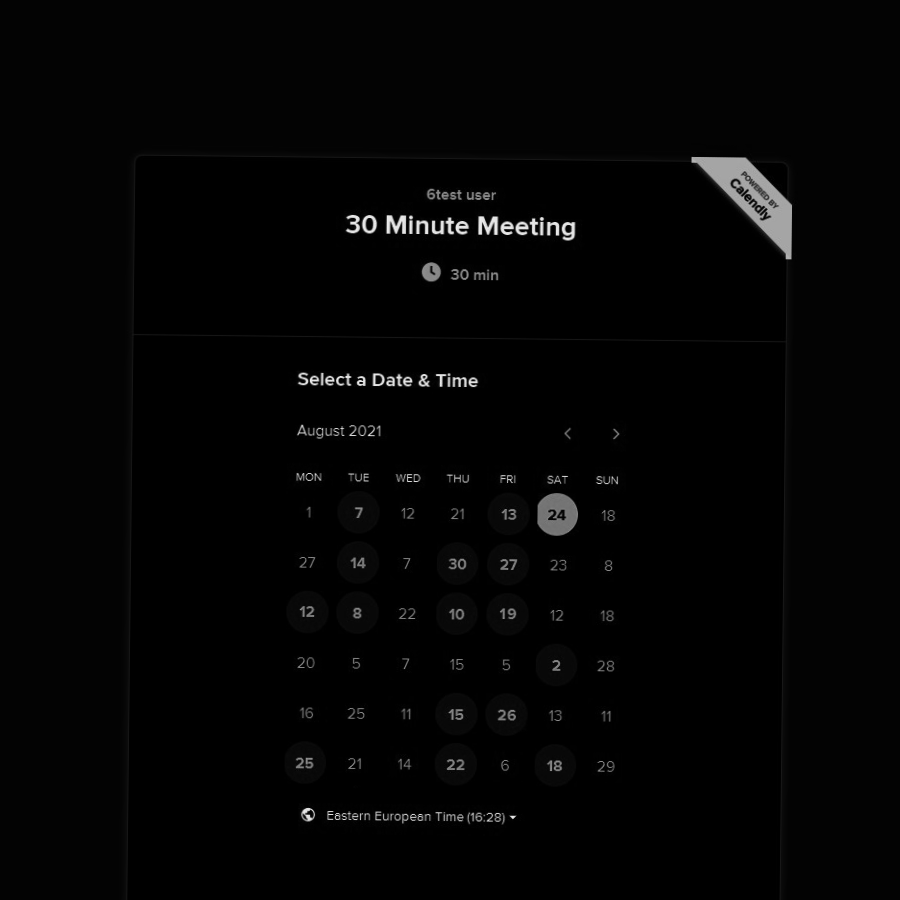 POWERED BY
Calendly
6test user
30 Minute Meeting
30 min
Select a Date & Time
August 2021
MON TUE WED THU FRI SAT SUN
1 7 12 21 13 24 18
27 14 7 30 27 23 8
12 8 22 10 19 12 18
20 5 7 15 5 2 28
16 25 11 15 26 13 11
25 21 14 22 6 18 29
Eastern European Time (16:28)